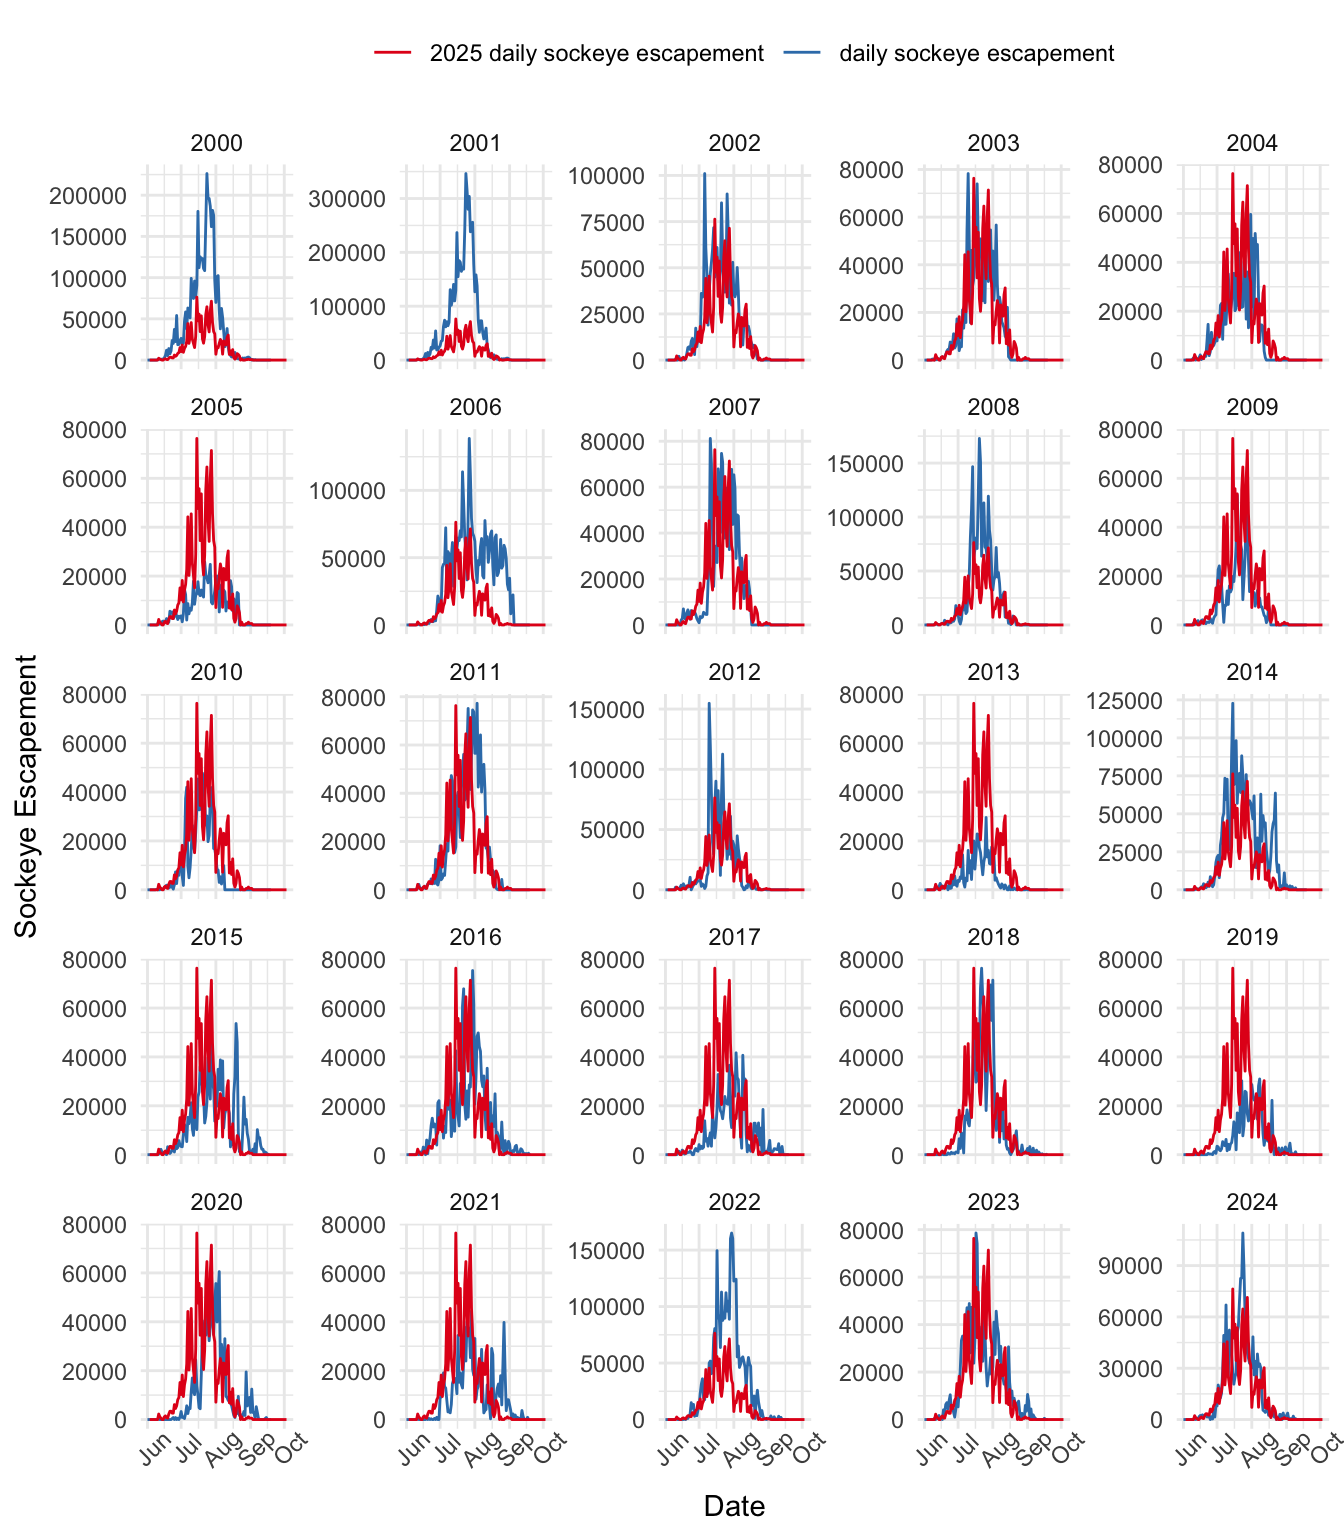 2025 daily sockeye escapement daily sockeye escapement
2000 2001 2002 2003 2004
200000 150000 100000 50000 0
300000 200000 100000 0
100000 75000 50000 25000 0
80000 60000 40000 20000 0
80000 60000 40000 20000 0
2005 2006 2007 2008 2009
80000 60000 40000 20000 0
100000 50000 0
80000 60000 40000 20000 0
150000 100000 50000 0
80000 60000 40000 20000 0
Sockeye Escapement
2010 2011 2012 2013 2014
80000 60000 40000 20000 0
80000 60000 40000 20000 0
150000 100000 50000 0
80000 60000 40000 20000 0
125000 100000 75000 50000 25000 0
2015 2016 2017 2018 2019
80000 60000 40000 20000 0
80000 60000 40000 20000 0
80000 60000 40000 20000 0
80000 60000 40000 20000 0
80000 60000 40000 20000 0
2020 2021 2022 2023 2024
80000 60000 40000 20000 0
80000 60000 40000 20000 0
150000 100000 50000 0
80000 60000 40000 20000 0
90000 60000 30000 0
Jun Jul Aug Sep Oct Jun Jul Aug Sep Oct Jun Jul Aug Sep Oct Jun Jul Aug Sep Oct Jun Jul Aug Sep Oct
Date